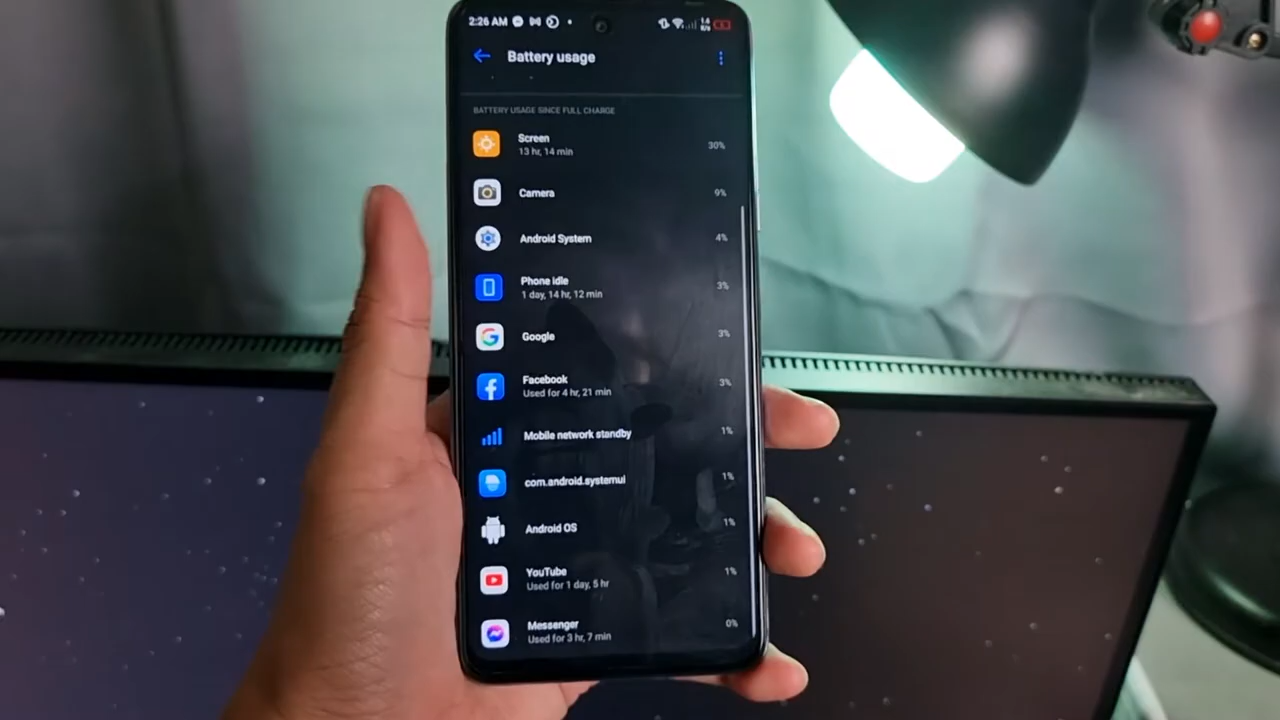 2:26 AM
Battery usage
BATTERY USAGE SINCE FULL CHARGE
Screen
13 hr, 14 min
30%
Camera
9%
Android System
4%
Phone idle
1 day, 14 hr, 12 min
3%
Google
3%
Facebook
Used for 4 hr, 21 min
3%
Mobile network standby
1%
com.android.systemui
1%
Android OS
1%
YouTube
Used for 1 day, 5 hr
1%
Messenger
Used for 3 hr, 7 min
0%